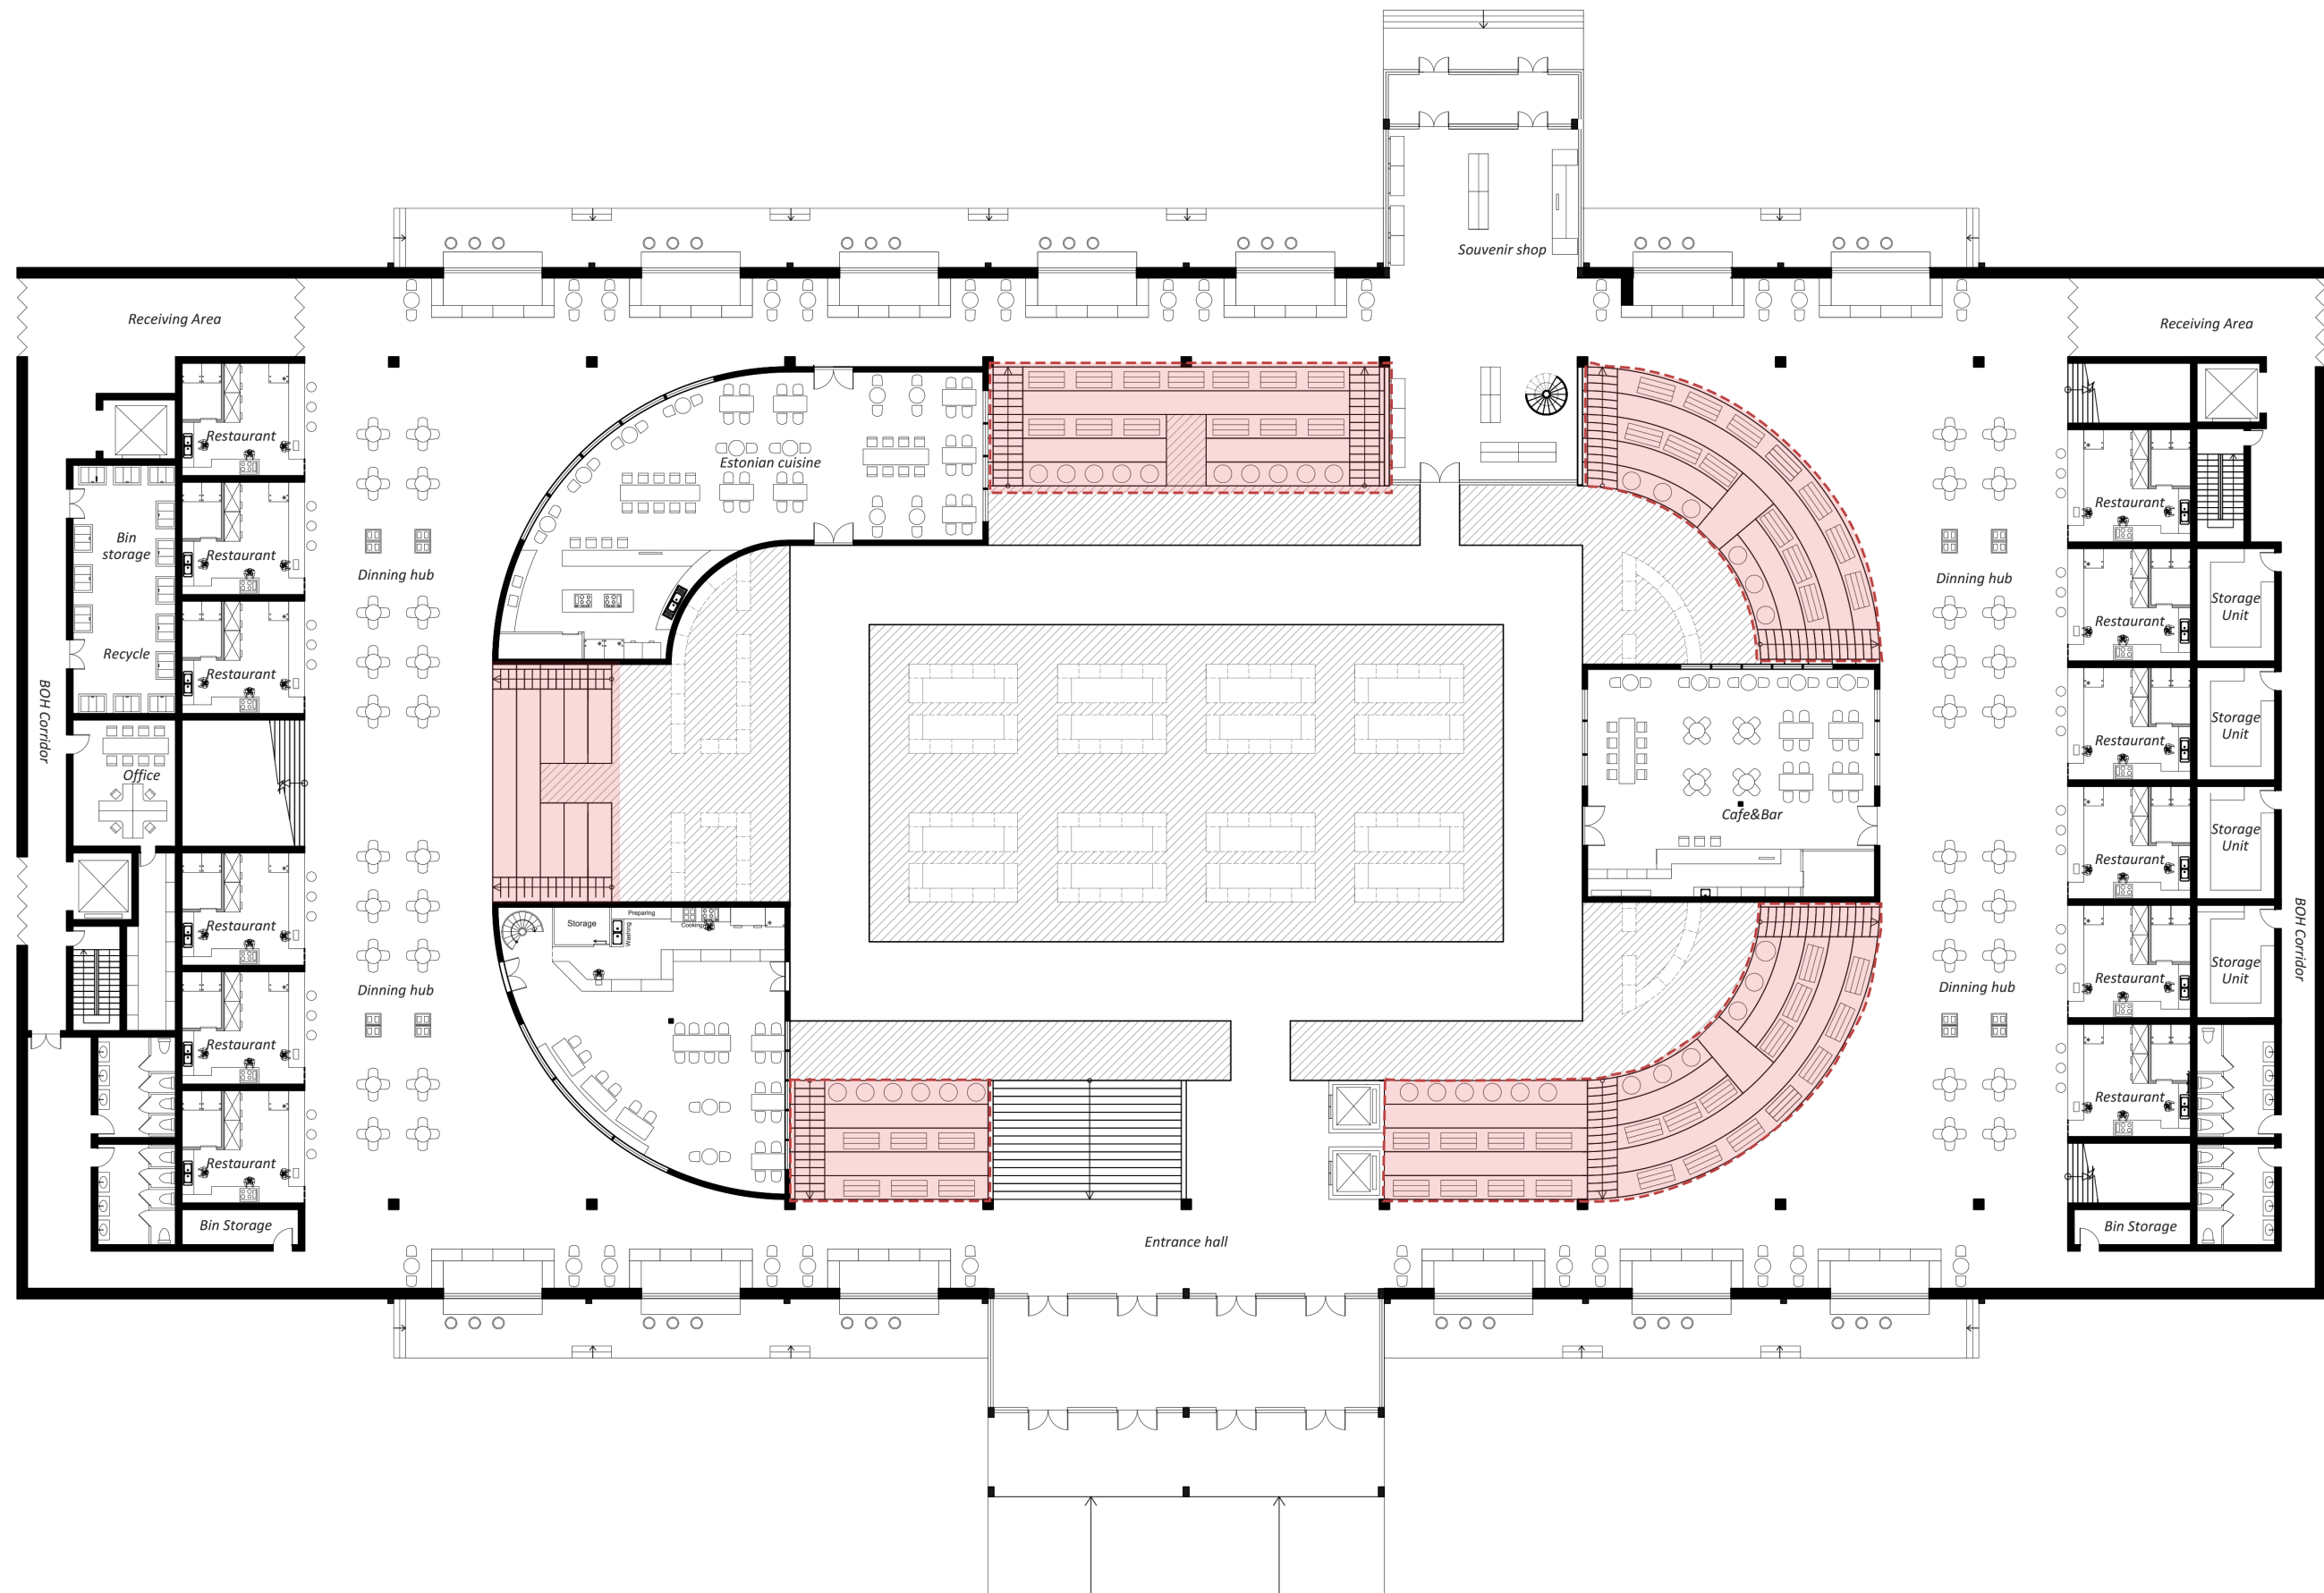 Souvenir shop
Receiving Area
Receiving Area
Restaurant
Estonian cuisine
Restaurant
Bin
storage
Restaurant
Dinning hub
Dinning hub
Restaurant
Storage
Unit
Restaurant
Recycle
Restaurant
BOH Corridor
Storage
Unit
Restaurant
Office
Cafe&Bar
Storage
Unit
Restaurant
Storage
Preparing
Washing
Cooking
Restaurant
BOH Corridor
Storage
Unit
Restaurant
Dinning hub
Dinning hub
Restaurant
Restaurant
Restaurant
Bin Storage
Bin Storage
Entrance hall